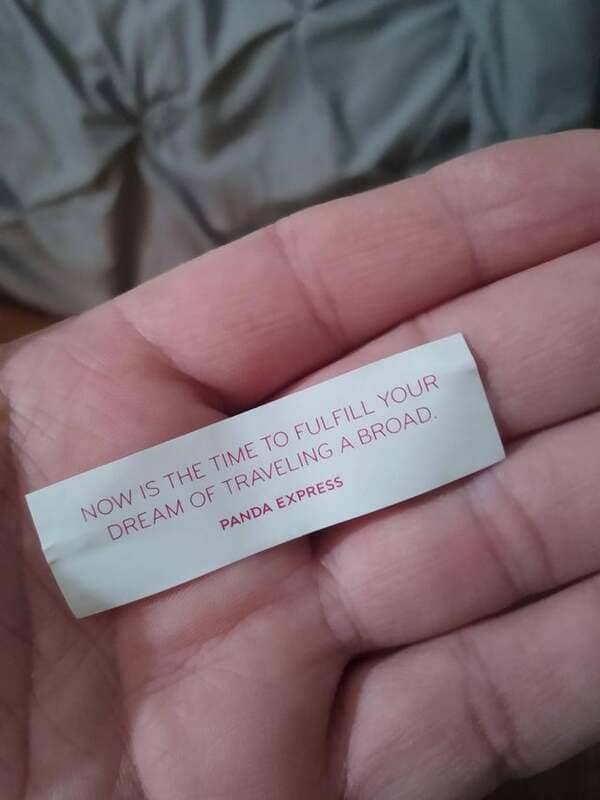 NOW IS THE TIME TO FULFILL YOUR
DREAM OF TRAVELING A BROAD.
PANDA EXPRESS